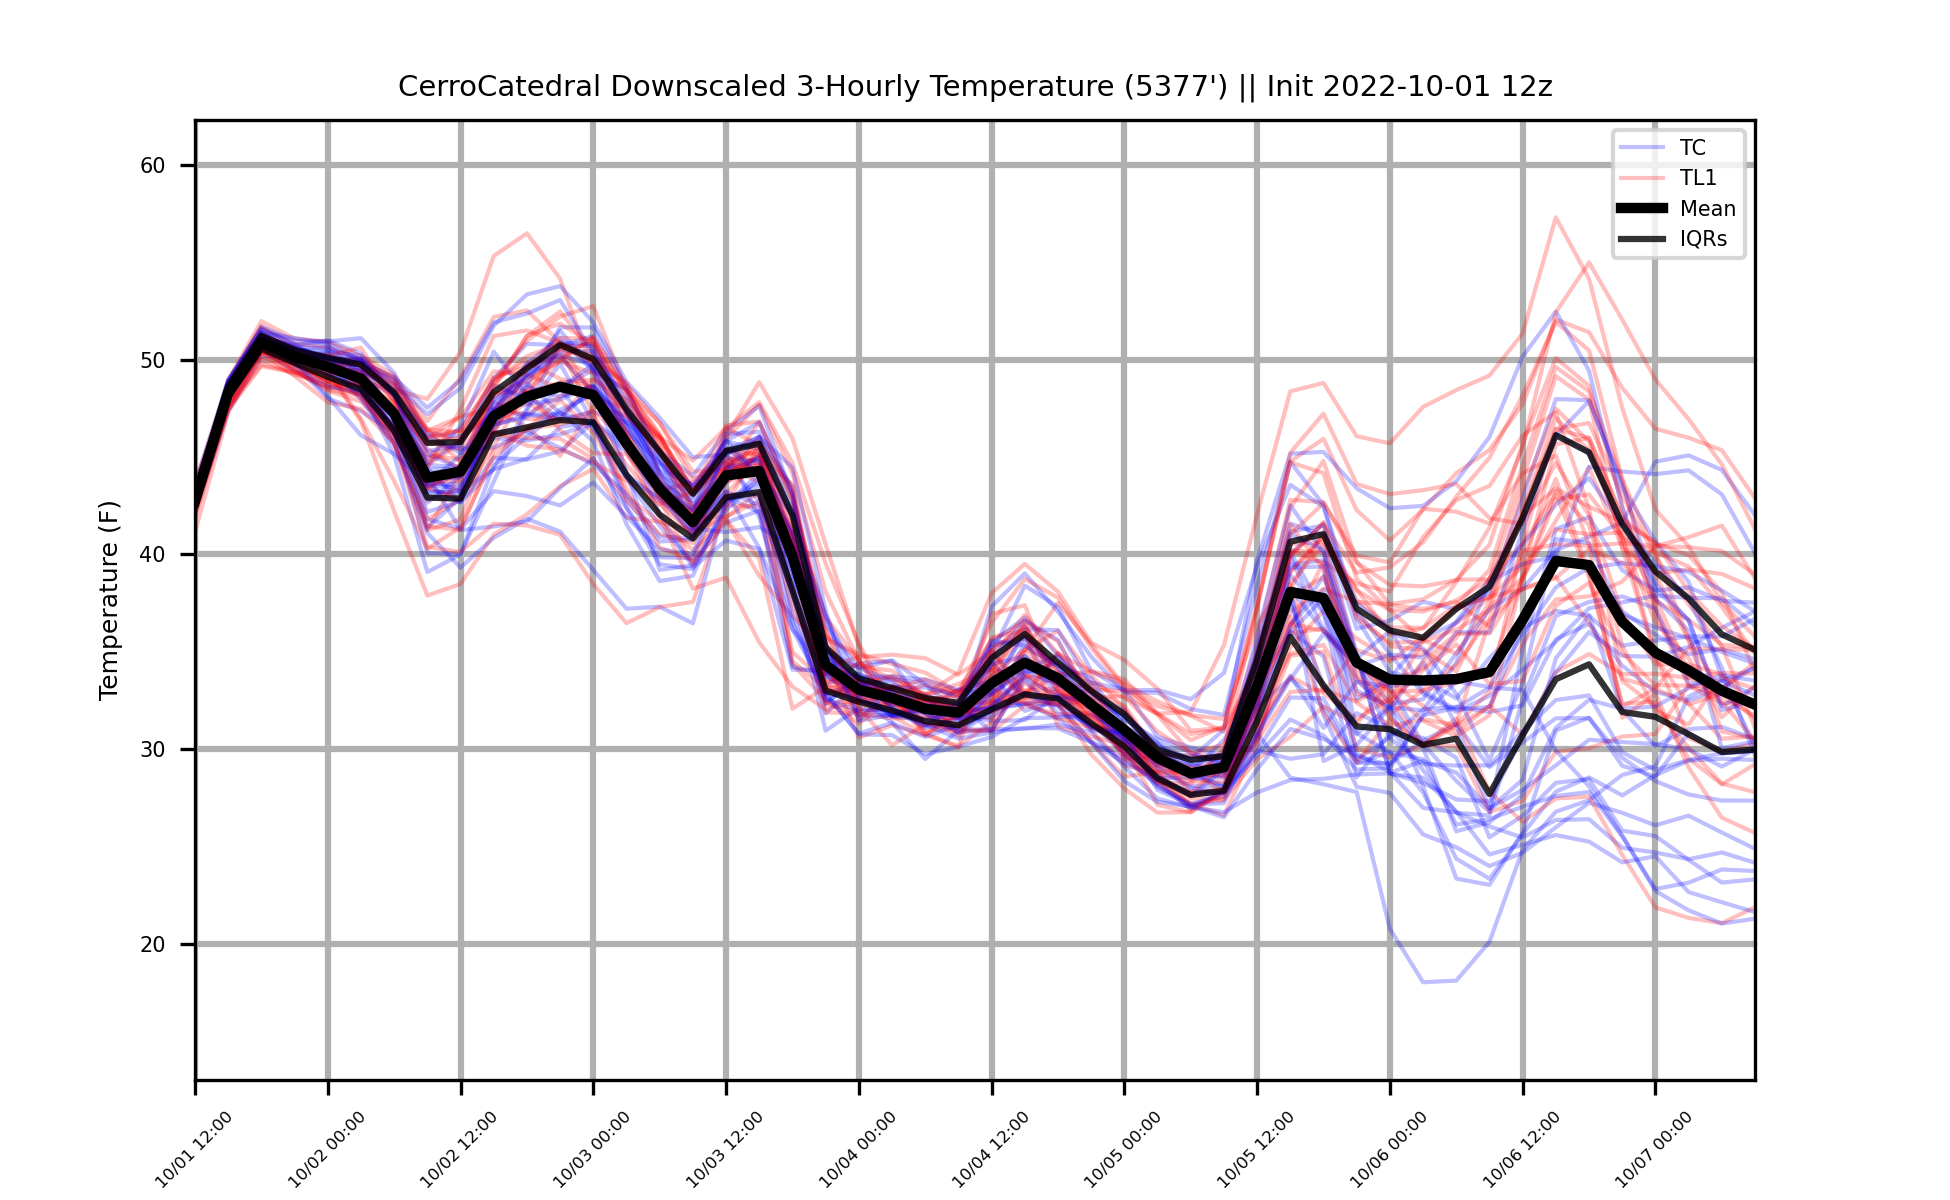 CerroCatedral Downscaled 3-Hourly Temperature (5377') || Init 2022-10-01 12z
TC
TL1
Mean
IQRs
Temperature (F)
60
50
40
30
20
10/01 12:00
10/02 00:00
10/02 12:00
10/03 00:00
10/03 12:00
10/04 00:00
10/04 12:00
10/05 00:00
10/05 12:00
10/06 00:00
10/06 12:00
10/07 00:00